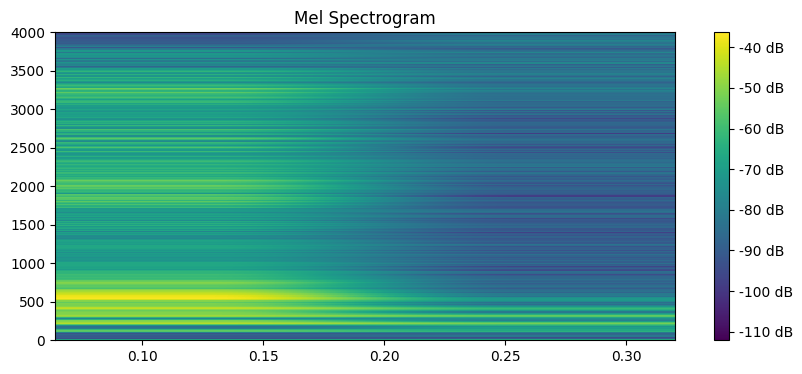 Mel Spectrogram
4000
3500
3000
2500
2000
1500
1000
500
0
0.10 0.15 0.20 0.25 0.30
-40 dB
-50 dB
-60 dB
-70 dB
-80 dB
-90 dB
-100 dB
-110 dB